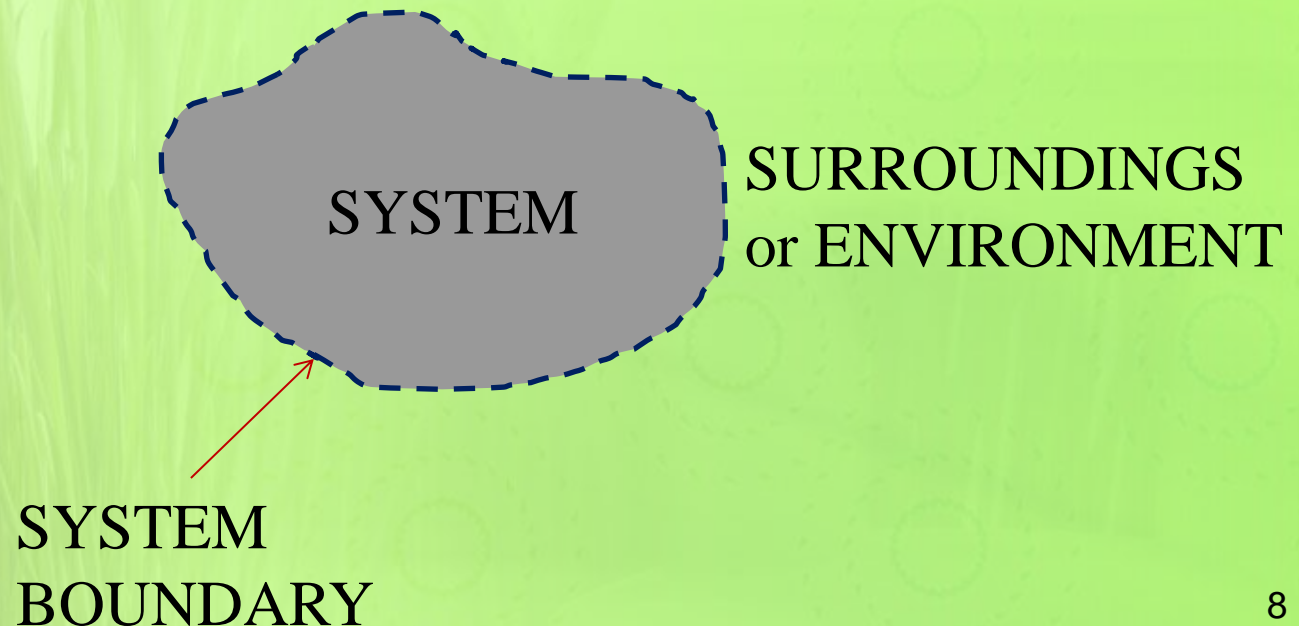 SYSTEM
SURROUNDINGS
or ENVIRONMENT
SYSTEM
BOUNDARY
8